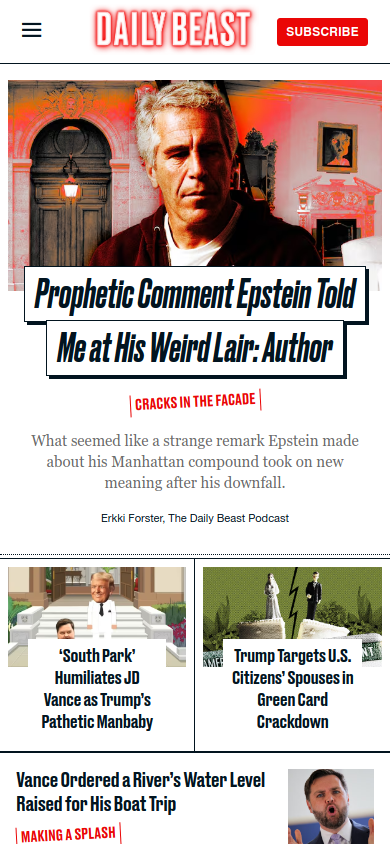 DAILY BEAST
SUBSCRIBE
Prophetic Comment Epstein Told
Me at His Weird Lair: Author
CRACKS IN THE FACADE
What seemed like a strange remark Epstein made
about his Manhattan compound took on new
meaning after his downfall.
Erkki Forster, The Daily Beast Podcast
‘South Park’
Humiliates JD
Vance as Trump’s
Pathetic Manbaby
Trump Targets U.S.
Citizens’ Spouses in
Green Card
Crackdown
Vance Ordered a River’s Water Level
Raised for His Boat Trip
MAKING A SPLASH